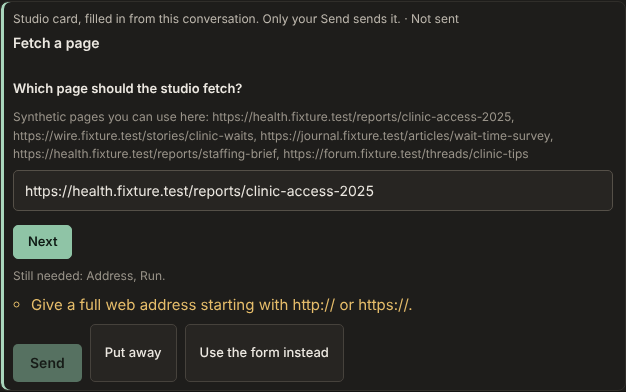 Studio card, filled in from this conversation. Only your Send sends it. · Not sent
Fetch a page
Which page should the studio fetch?
Synthetic pages you can use here: https://health.fixture.test/reports/clinic-access-2025,
https://wire.fixture.test/stories/clinic-waits, https://journal.fixture.test/articles/wait-time-survey,
https://health.fixture.test/reports/staffing-brief, https://forum.fixture.test/threads/clinic-tips
https://health.fixture.test/reports/clinic-access-2025
Next
Still needed: Address, Run.
Give a full web address starting with http:// or https://.
Send
Put away
Use the form instead